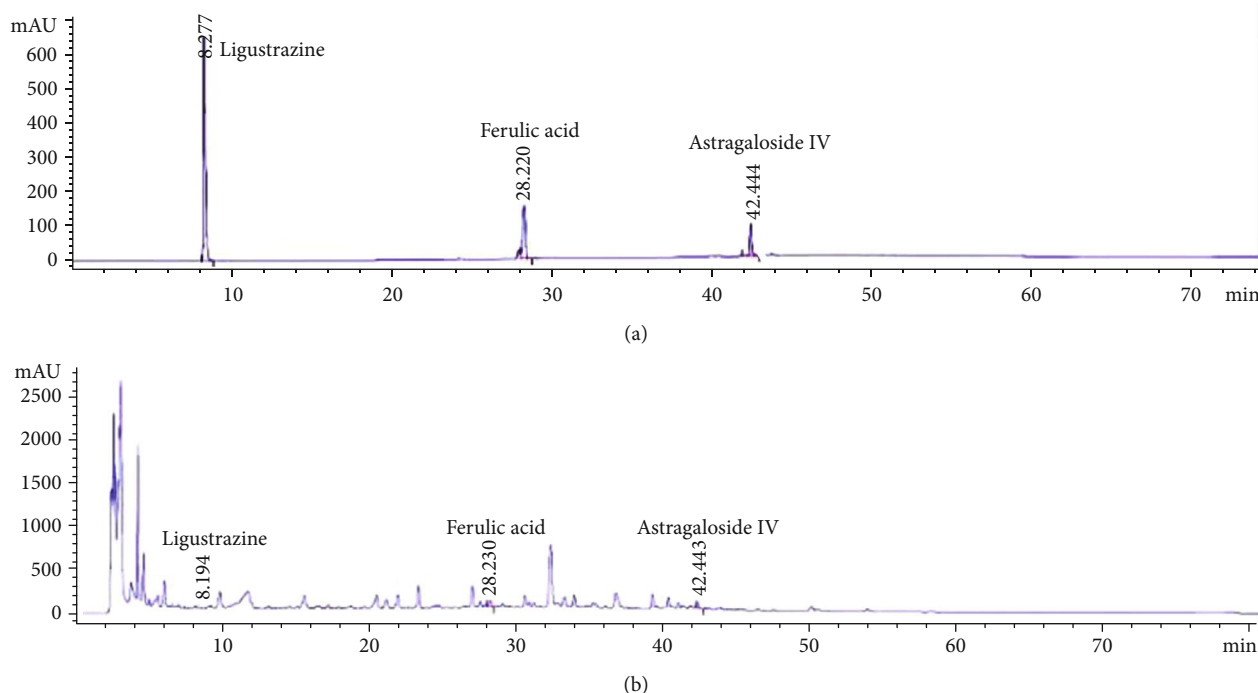 mAU
600
500
400
300
200
100
0
8.277
Ligustrazine
Ferulic acid
28.220
Astragaloside IV
42.444
10 20 30 40 50 60 70 min
(a)
mAU
2500
2000
1500
1000
500
0
Ligustrazine
8.194
Ferulic acid
28.230
Astragaloside IV
42.443
10 20 30 40 50 60 70 min
(b)